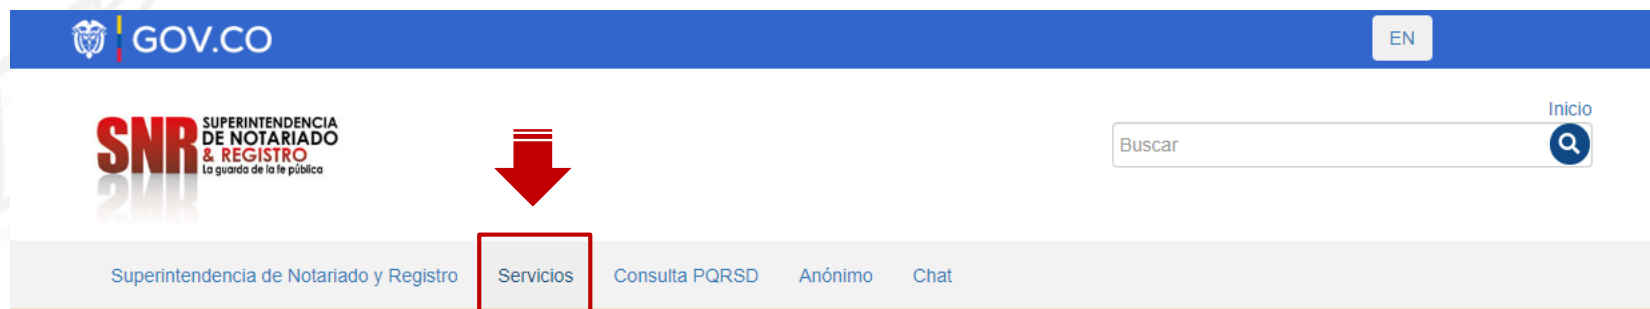 GOV.CO
EN
SNR
SUPERINTENDENCIA
DE NOTARIADO
& REGISTRO
La guarda de la fe pública
Inicio
Buscar
Superintendencia de Notariado y Registro Servicios Consulta PQRSD Anónimo Chat